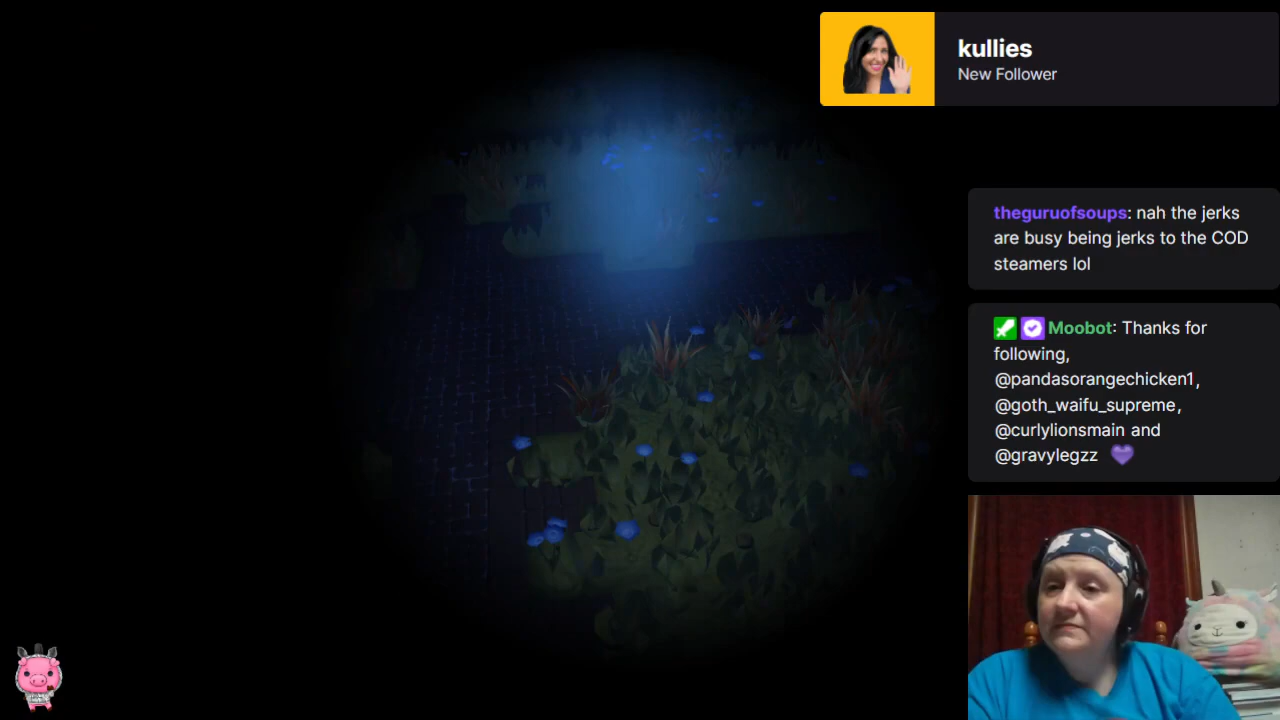 kullies
New Follower
theguruofsoups: nah the jerks
are busy being jerks to the COD
steamers lol
Moobot: Thanks for
following,
@pandasorangechicken1,
@goth_waifu_supreme,
@curlylionsmain and
@gravylegzz